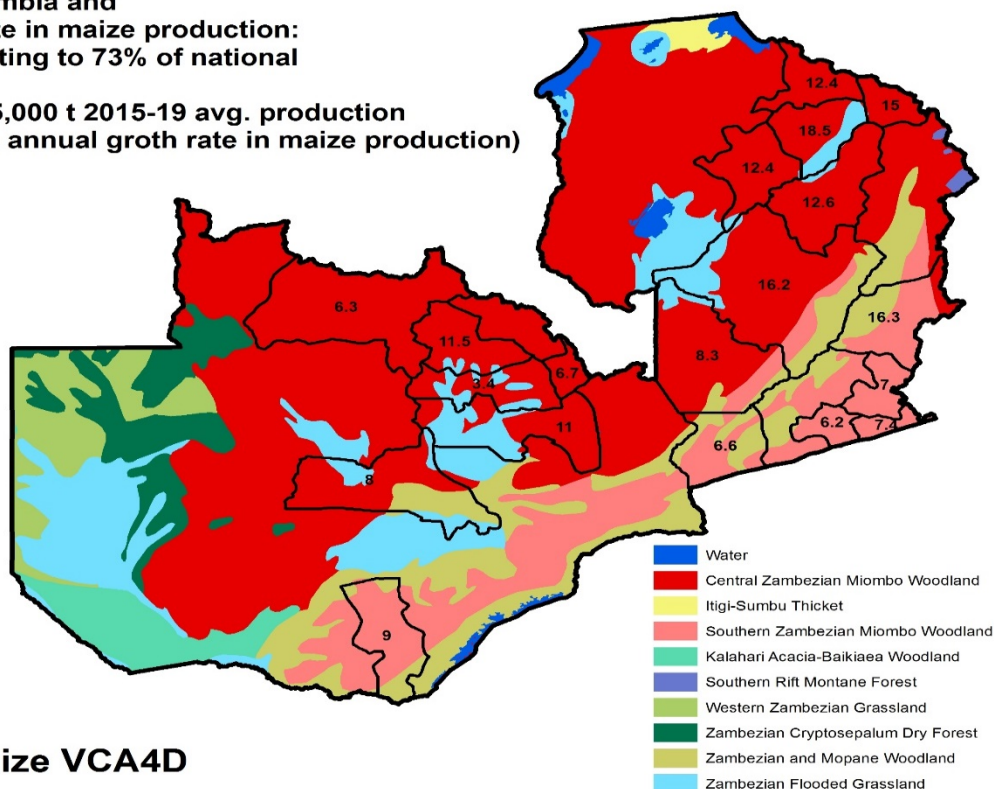 mbia and
te in maize production:
ting to 73% of national
5,000 t 2015-19 avg. production
annual groth rate in maize production)
12.4
15
18.5
12.4
12.6
16.2
6.3
16.3
11.5
8.3
6.7
3.4
7
11
6.2
7.4
6.6
8
9
Water
Central Zambezian Miombo Woodland
Itigi-Sumbu Thicket
Southern Zambezian Miombo Woodland
Kalahari Acacia-Baikiaea Woodland
Southern Rift Montane Forest
Western Zambezian Grassland
Zambezian Cryptosepalum Dry Forest
Zambezian and Mopane Woodland
Zambezian Flooded Grassland
ize VCA4D